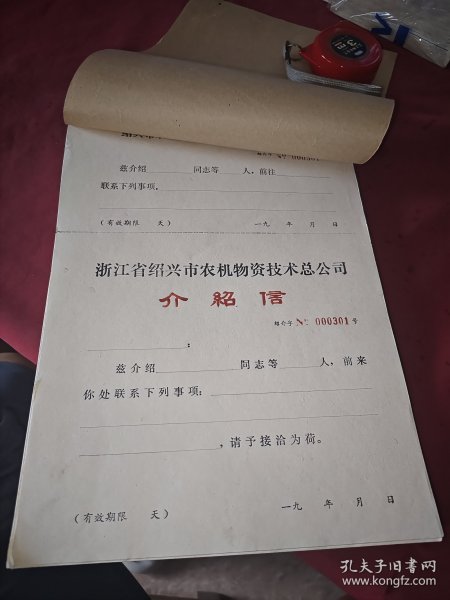 000301
兹介绍 同志等 人，前往
联系下列事项
（有效期限 天） 一九 年 月 日
浙江省绍兴市农机物资技术总公司
介绍信
绍介字 Nº 000301 号
：
兹介绍 同志等 人，前来
你处联系下列事项：
，请予接洽为荷。
（有效期限 天） 一九 年 月 日
孔夫子旧书网
www.kongfz.com